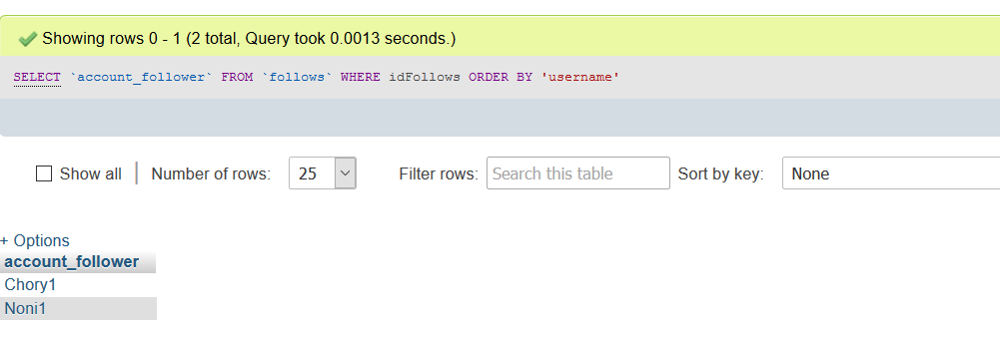 Showing rows 0 - 1 (2 total, Query took 0.0013 seconds.)
SELECT `account_follower` FROM `follows` WHERE idFollows ORDER BY 'username'
Show all | Number of rows: 25 Filter rows: Search this table Sort by key: None
+ Options
account_follower
Chory1
Noni1